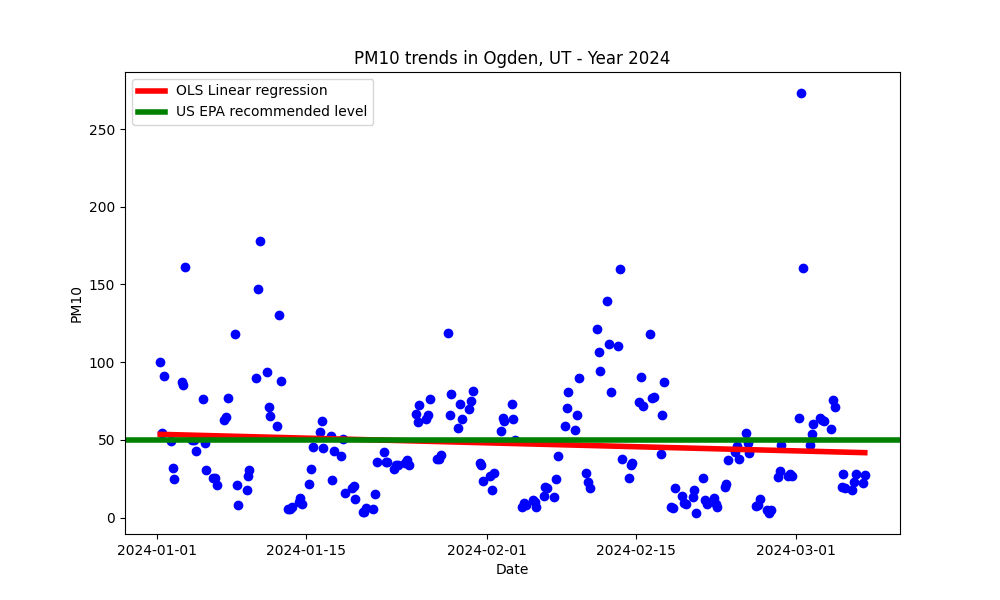 PM10 trends in Ogden, UT - Year 2024
OLS Linear regression
US EPA recommended level
250
200
150
100
50
0
PM10
2024-01-01 2024-01-15 2024-02-01 2024-02-15 2024-03-01
Date